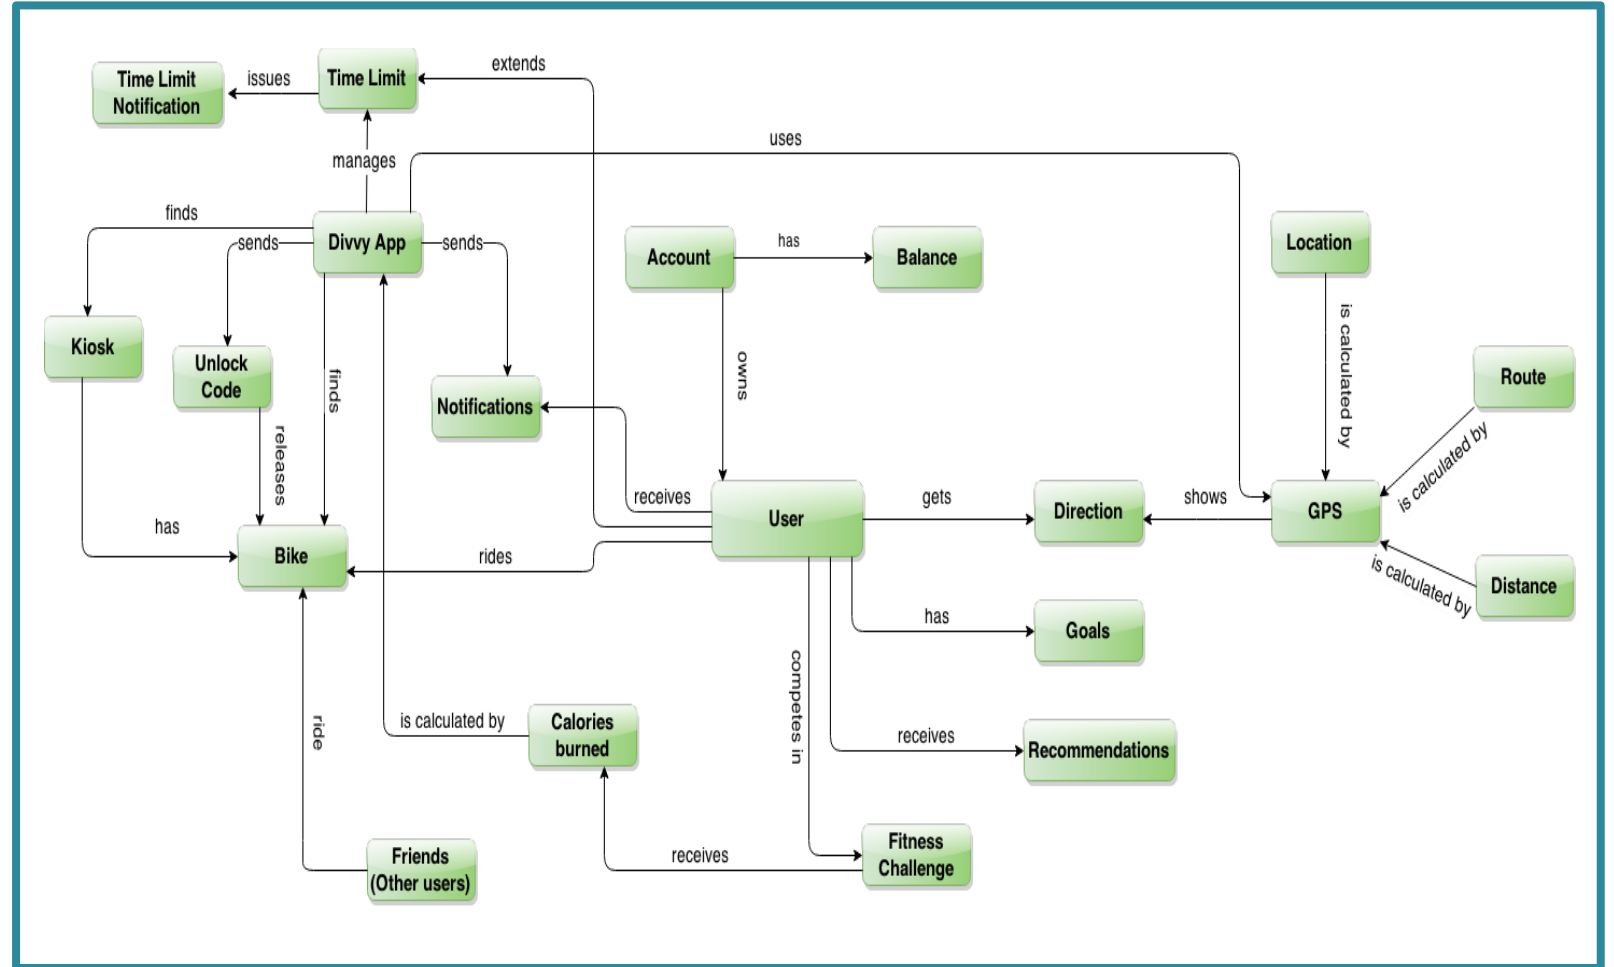 extends
Time Limit
issues
Time Limit
Notification
uses
manages
finds
sends
Divvy App
sends
Account
has
Balance
Location
Kiosk
Unlock
Code
finds
owns
is calculated by
Route
Notifications
releases
is calculated by
receives
User
gets
Direction
shows
GPS
has
Bike
rides
is calculated by
Distance
has
Goals
competes in
ride
is calculated by
Calories
burned
receives
Recommendations
Friends
(Other users)
receives
Fitness
Challenge